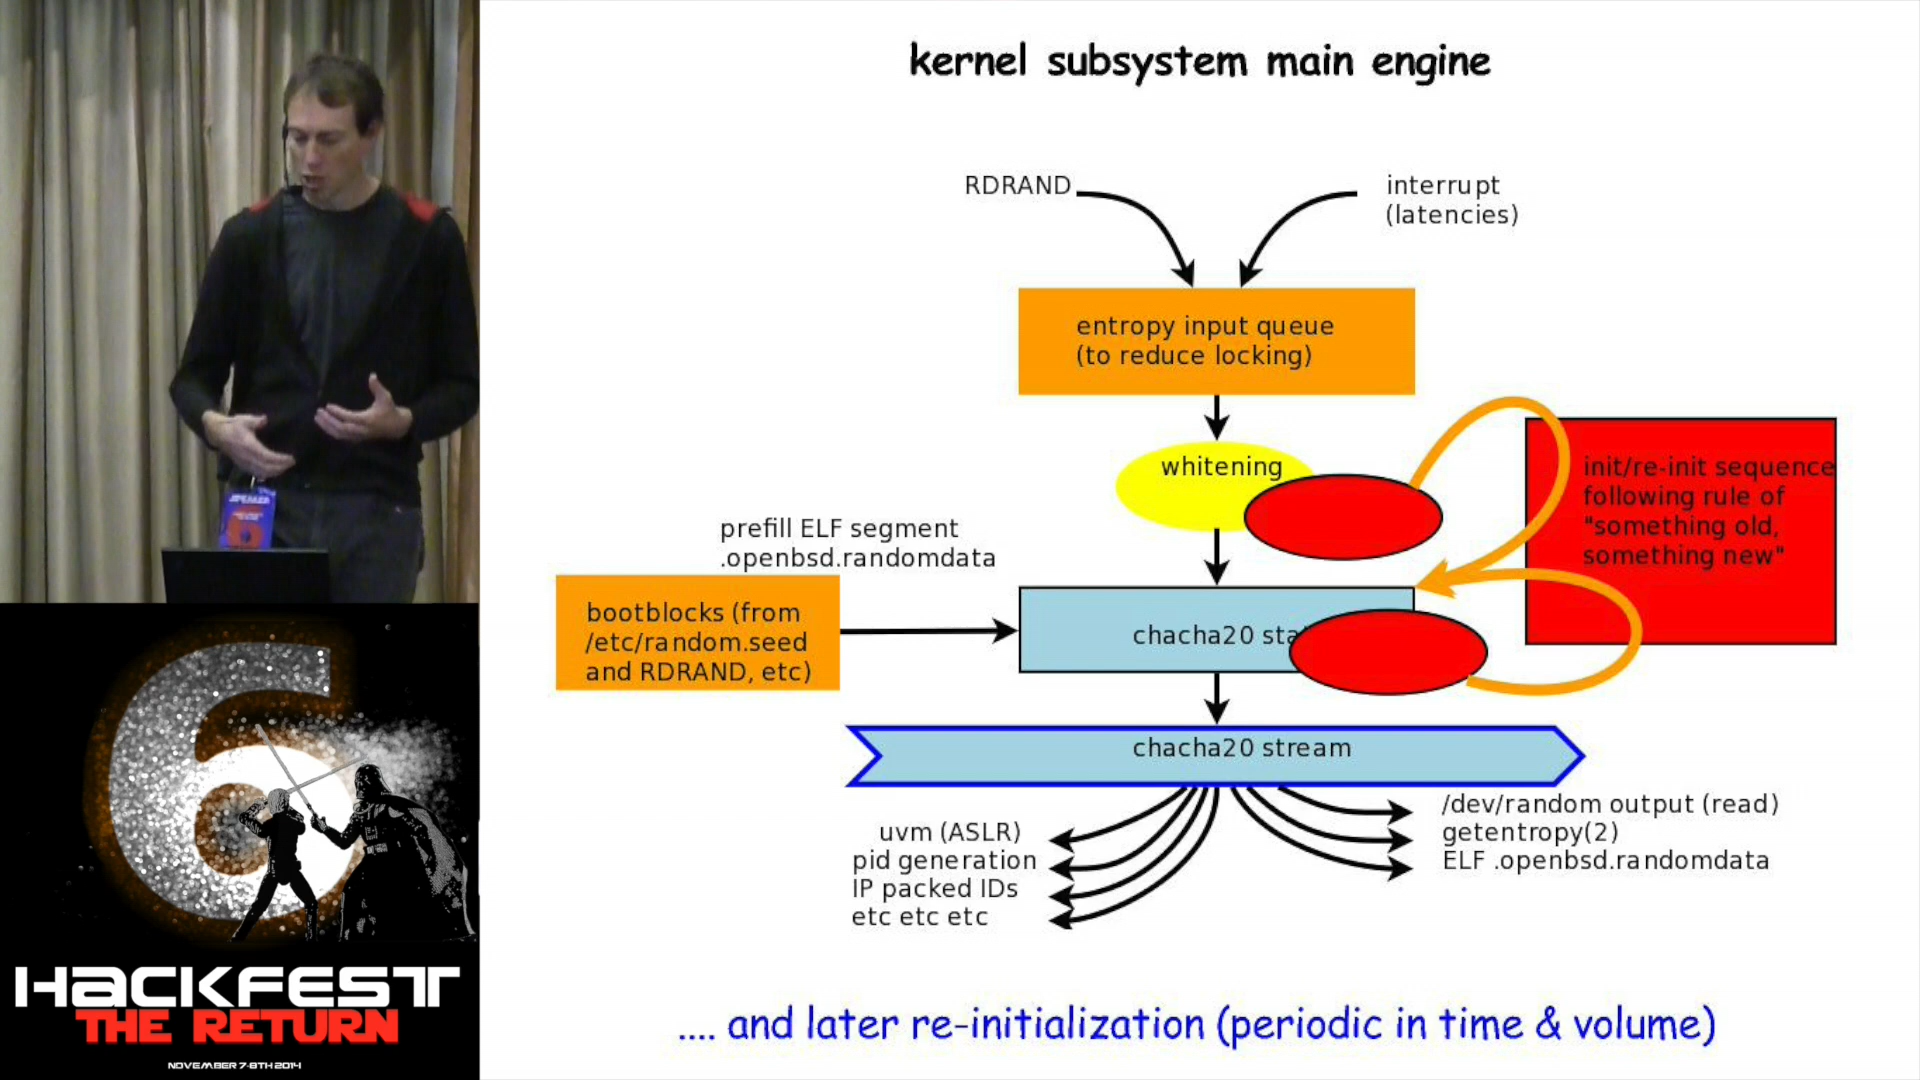 kernel subsystem main engine
RDRAND
interrupt
(latencies)
entropy input queue
(to reduce locking)
whitening
init/re-init sequence
following rule of
"something old,
something new"
prefill ELF segment
.openbsd.randomdata
bootblocks (from
/etc/random.seed
and RDRAND, etc)
chacha20 sta
chacha20 stream
uvm (ASLR)
pid generation
IP packed IDs
etc etc etc
/dev/random output (read)
getentropy(2)
ELF .openbsd.randomdata
.... and later re-initialization (periodic in time & volume)
SPEAKER
6
6
HACKFEST
THE RETURN
NOVEMBER 7-8TH 2014